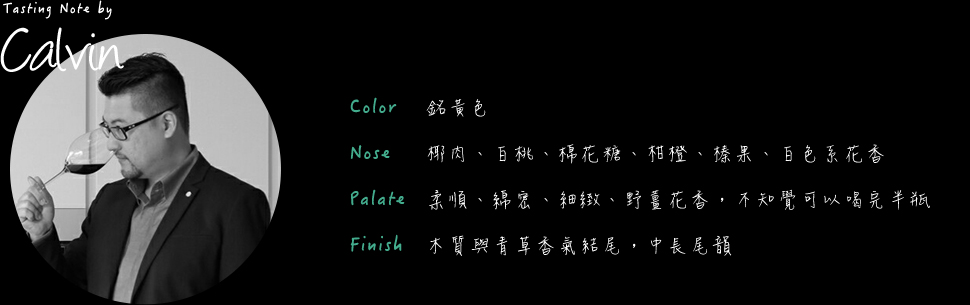 Tasting Note by
Calvin
Color 鉛黃色
Nose 椰肉、白桃、棉花糖、柑橙、榛果、白色系花香
Palate 柔順、綿密、細緻、野薑花香，不知覺可以喝完半瓶
Finish 木質與青草香氣結尾，中長尾韻